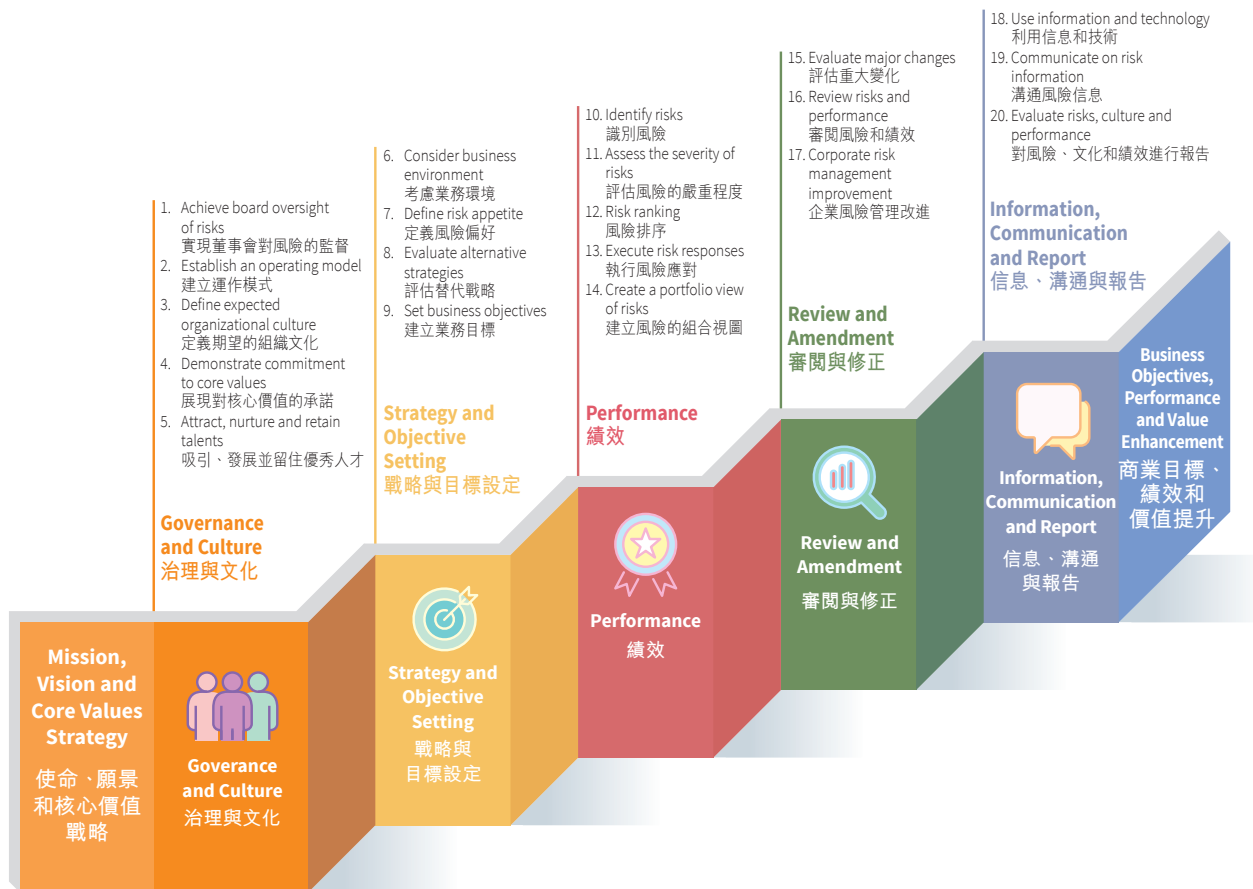 1. Achieve board oversight
of risks
實現董事會對風險的監督
2. Establish an operating model
建立運作模式
3. Define expected
organizational culture
定義期望的組織文化
4. Demonstrate commitment
to core values
展現對核心價值的承諾
5. Attract, nurture and retain
talents
吸引、發展並留住優秀人才
Governance
and Culture
治理與文化
6. Consider business
environment
考慮業務環境
7. Define risk appetite
定義風險偏好
8. Evaluate alternative
strategies
評估替代戰略
9. Set business objectives
建立業務目標
Strategy and
Objective
Setting
戰略與目標設定
10. Identify risks
識別風險
11. Assess the severity of
risks
評估風險的嚴重程度
12. Risk ranking
風險排序
13. Execute risk responses
執行風險應對
14. Create a portfolio view
of risks
建立風險的組合視圖
Performance
績效
15. Evaluate major changes
評估重大變化
16. Review risks and
performance
審閱風險和績效
17. Corporate risk
management
improvement
企業風險管理改進
Review and
Amendment
審閱與修正
18. Use information and technology
利用信息和技術
19. Communicate on risk
information
溝通風險信息
20. Evaluate risks, culture and
performance
對風險、文化和績效進行報告
Information,
Communication
and Report
信息、溝通與報告
Mission,
Vision and
Core Values
Strategy
使命、願景
和核心價值
戰略
Goverance
and Culture
治理與文化
Strategy and
Objective
Setting
戰略與
目標設定
Performance
績效
Review and
Amendment
審閱與修正
Information,
Communication
and Report
信息、溝通
與報告
Business
Objectives,
Performance
and Value
Enhancement
商業目標、
績效和
價值提升